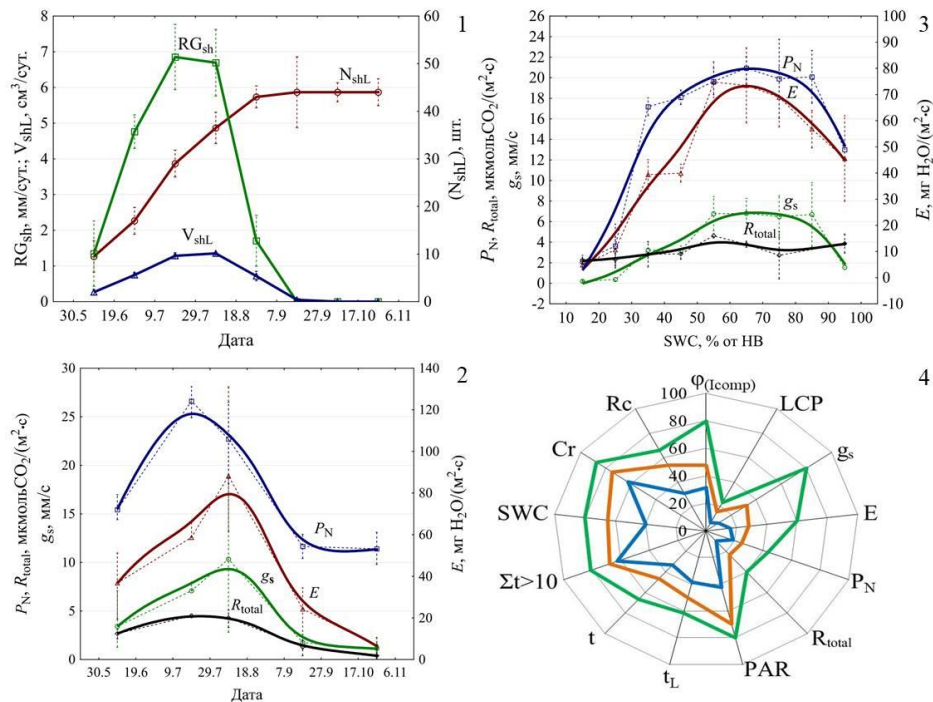 1
RG_sh, мм/сут.; V_shL, см³/сут.
8
7
6
5
4
3
2
1
0
RG_sh
N_shL
V_shL
60
50
40
30
20
10
0
(N_shL), шт.
30.5 19.6 9.7 29.7 18.8 7.9 27.9 17.10 6.11
Дата
3
P_N, R_total, мкмольCO₂/(м²·с)
g_s, мм/с
26
24
22
20
18
16
14
12
10
8
6
4
2
0
-2
P_N
E
g_s
R_total
100
90
80
70
60
50
40
30
20
10
0
-10
E, мг H₂O/(м²·с)
10 20 30 40 50 60 70 80 90 100
SWC, % от НВ
2
P_N, R_total, мкмольCO₂/(м²·с)
g_s, мм/с
30
25
20
15
10
5
0
P_N
E
g_s
R_total
140
120
100
80
60
40
20
0
E, мг H₂O/(м²·с)
30.5 19.6 9.7 29.7 18.8 7.9 27.9 17.10 6.11
Дата
4
φ(Icomp)
LCP
g_s
E
P_N
R_total
PAR
t_L
t
Σt>10
SWC
Cr
Rc
100
80
60
40
20
0